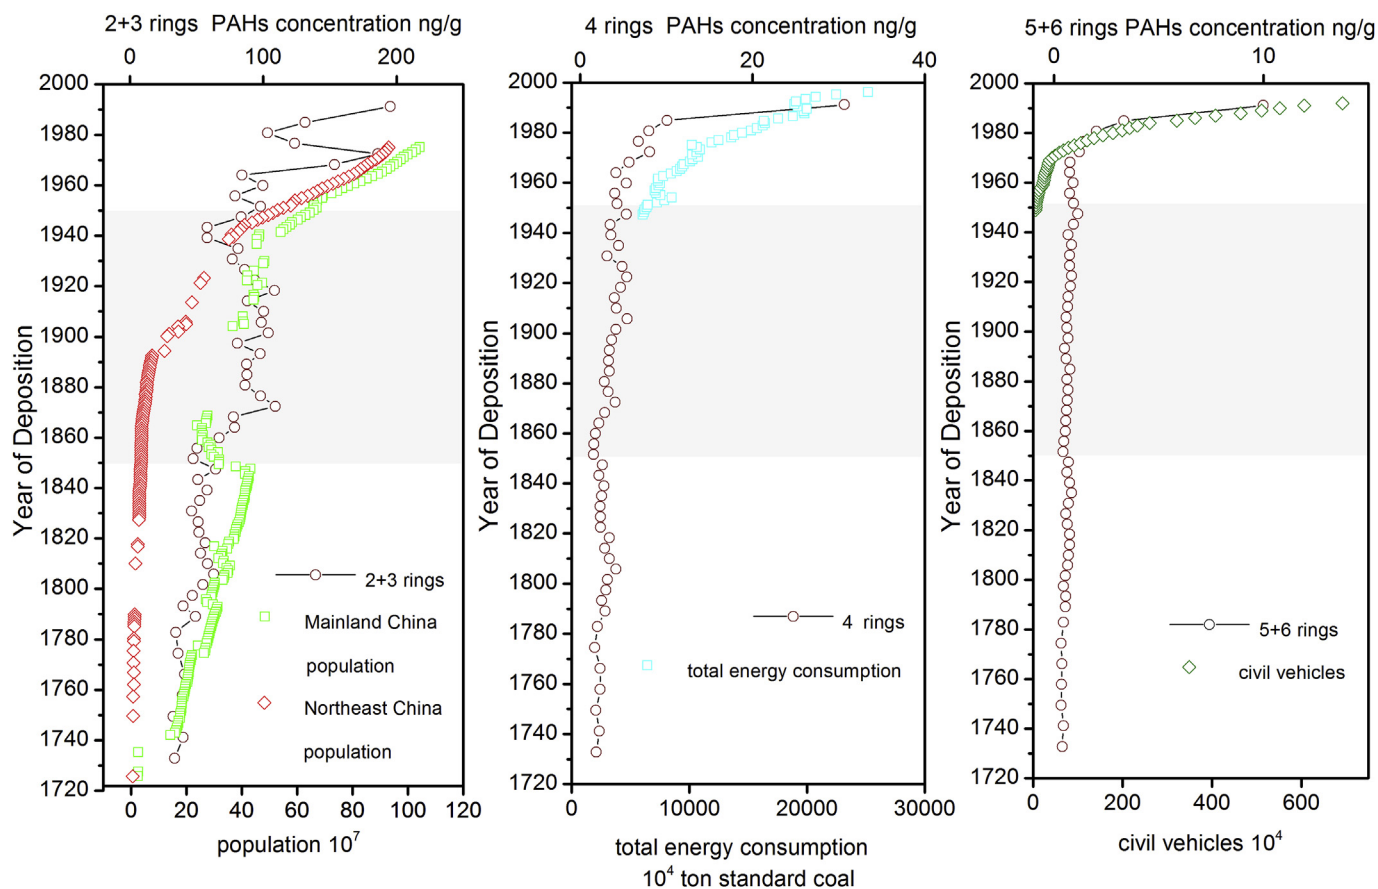 2+3 rings PAHs concentration ng/g
0 100 200
2000
1980
1960
1940
1920
1900
1880
1860
1840
1820
1800
1780
1760
1740
1720
Year of Deposition
2+3 rings
Mainland China
population
Northeast China
population
0 20 40 60 80 100 120
population 10⁷
4 rings PAHs concentration ng/g
0 20 40
2000
1980
1960
1940
1920
1900
1880
1860
1840
1820
1800
1780
1760
1740
1720
Year of Deposition
4 rings
total energy consumption
0 10000 20000 30000
total energy consumption
10⁴ ton standard coal
5+6 rings PAHs concentration ng/g
0 10
2000
1980
1960
1940
1920
1900
1880
1860
1840
1820
1800
1780
1760
1740
1720
Year of Deposition
5+6 rings
civil vehicles
0 200 400 600
civil vehicles 10⁴